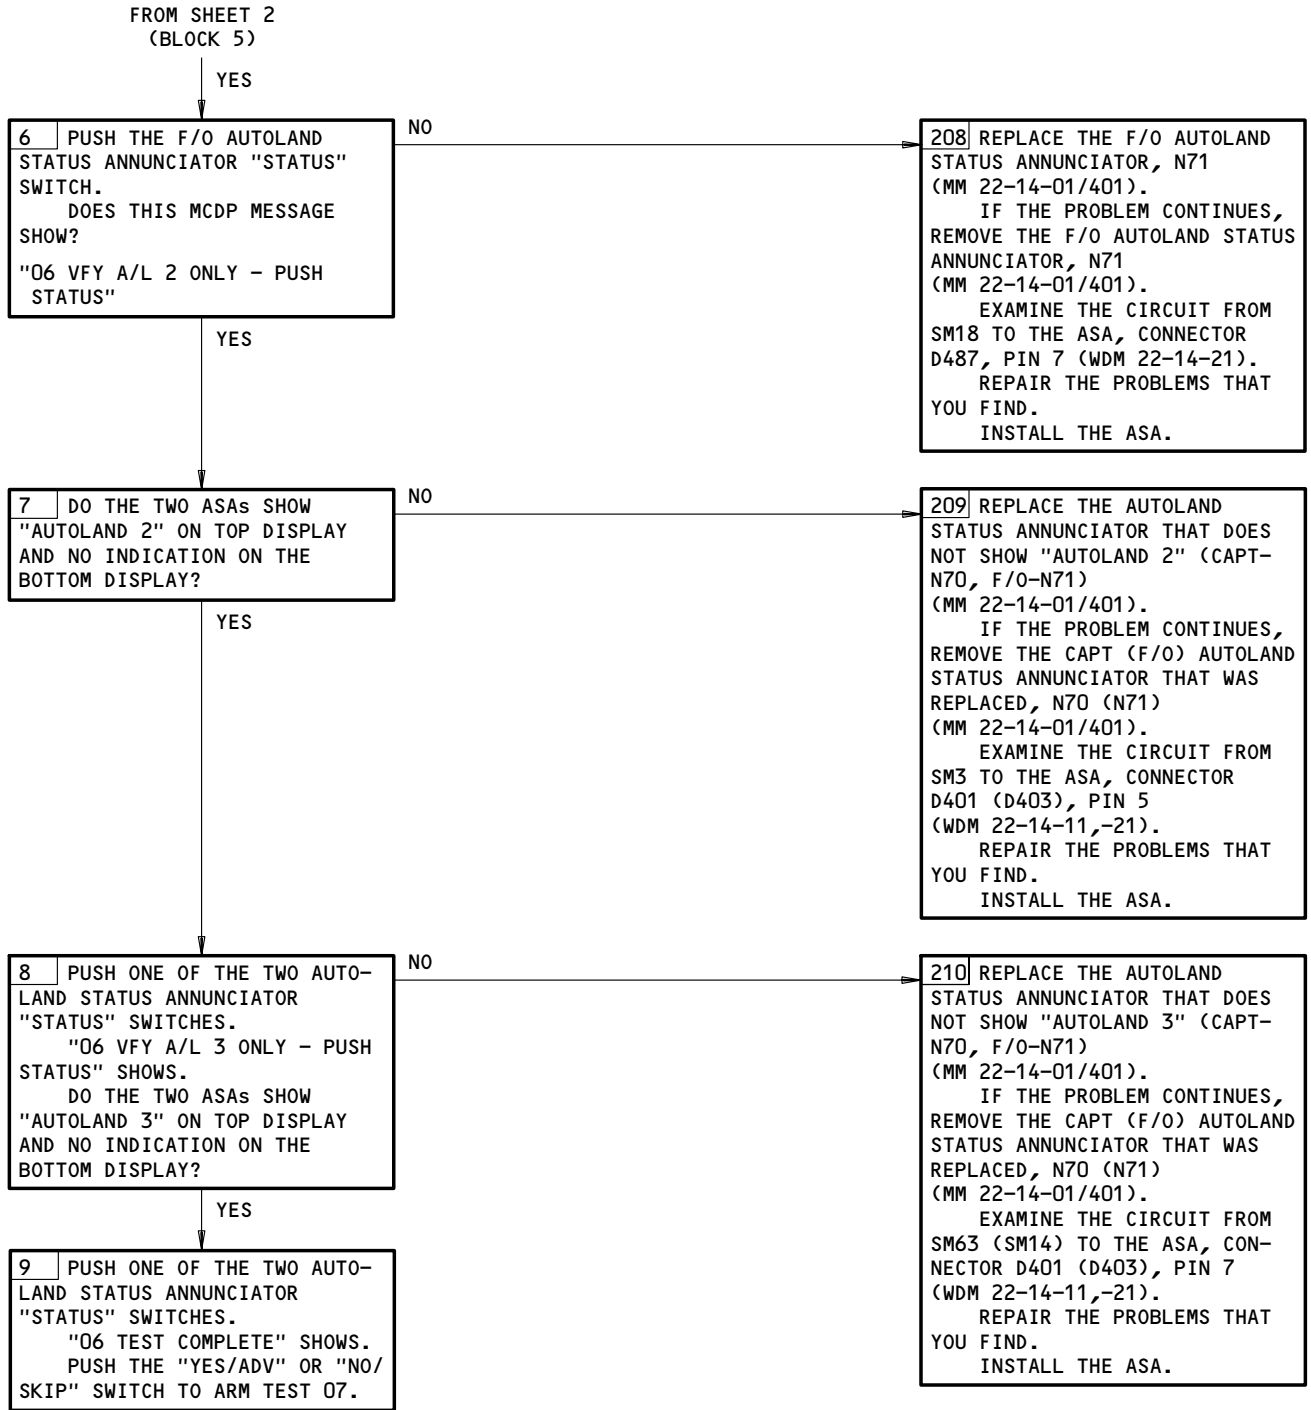 FROM SHEET 2
(BLOCK 5)
YES
6 PUSH THE F/O AUTOLAND
STATUS ANNUNCIATOR "STATUS"
SWITCH.
DOES THIS MCDP MESSAGE
SHOW?
"06 VFY A/L 2 ONLY - PUSH
STATUS"
NO
208 REPLACE THE F/O AUTOLAND
STATUS ANNUNCIATOR, N71
(MM 22-14-01/401).
IF THE PROBLEM CONTINUES,
REMOVE THE F/O AUTOLAND STATUS
ANNUNCIATOR, N71
(MM 22-14-01/401).
EXAMINE THE CIRCUIT FROM
SM18 TO THE ASA, CONNECTOR
D487, PIN 7 (WDM 22-14-21).
REPAIR THE PROBLEMS THAT
YOU FIND.
INSTALL THE ASA.
YES
7 DO THE TWO ASAs SHOW
"AUTOLAND 2" ON TOP DISPLAY
AND NO INDICATION ON THE
BOTTOM DISPLAY?
NO
209 REPLACE THE AUTOLAND
STATUS ANNUNCIATOR THAT DOES
NOT SHOW "AUTOLAND 2" (CAPT-
N70, F/O-N71)
(MM 22-14-01/401).
IF THE PROBLEM CONTINUES,
REMOVE THE CAPT (F/O) AUTOLAND
STATUS ANNUNCIATOR THAT WAS
REPLACED, N70 (N71)
(MM 22-14-01/401).
EXAMINE THE CIRCUIT FROM
SM3 TO THE ASA, CONNECTOR
D401 (D403), PIN 5
(WDM 22-14-11,-21).
REPAIR THE PROBLEMS THAT
YOU FIND.
INSTALL THE ASA.
YES
8 PUSH ONE OF THE TWO AUTO-
LAND STATUS ANNUNCIATOR
"STATUS" SWITCHES.
"06 VFY A/L 3 ONLY - PUSH
STATUS" SHOWS.
DO THE TWO ASAs SHOW
"AUTOLAND 3" ON TOP DISPLAY
AND NO INDICATION ON THE
BOTTOM DISPLAY?
NO
210 REPLACE THE AUTOLAND
STATUS ANNUNCIATOR THAT DOES
NOT SHOW "AUTOLAND 3" (CAPT-
N70, F/O-N71)
(MM 22-14-01/401).
IF THE PROBLEM CONTINUES,
REMOVE THE CAPT (F/O) AUTOLAND
STATUS ANNUNCIATOR THAT WAS
REPLACED, N70 (N71)
(MM 22-14-01/401).
EXAMINE THE CIRCUIT FROM
SM63 (SM14) TO THE ASA, CON-
NECTOR D401 (D403), PIN 7
(WDM 22-14-11,-21).
REPAIR THE PROBLEMS THAT
YOU FIND.
INSTALL THE ASA.
YES
9 PUSH ONE OF THE TWO AUTO-
LAND STATUS ANNUNCIATOR
"STATUS" SWITCHES.
"06 TEST COMPLETE" SHOWS.
PUSH THE "YES/ADV" OR "NO/
SKIP" SWITCH TO ARM TEST 07.